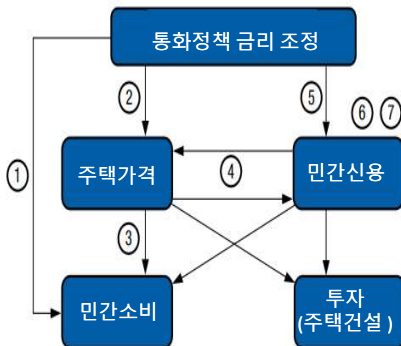 통화정책 금리 조정
② ⑤
⑥ ⑦
① 주택가격 ④ 민간신용
③
민간소비
투자
(주택건설 )